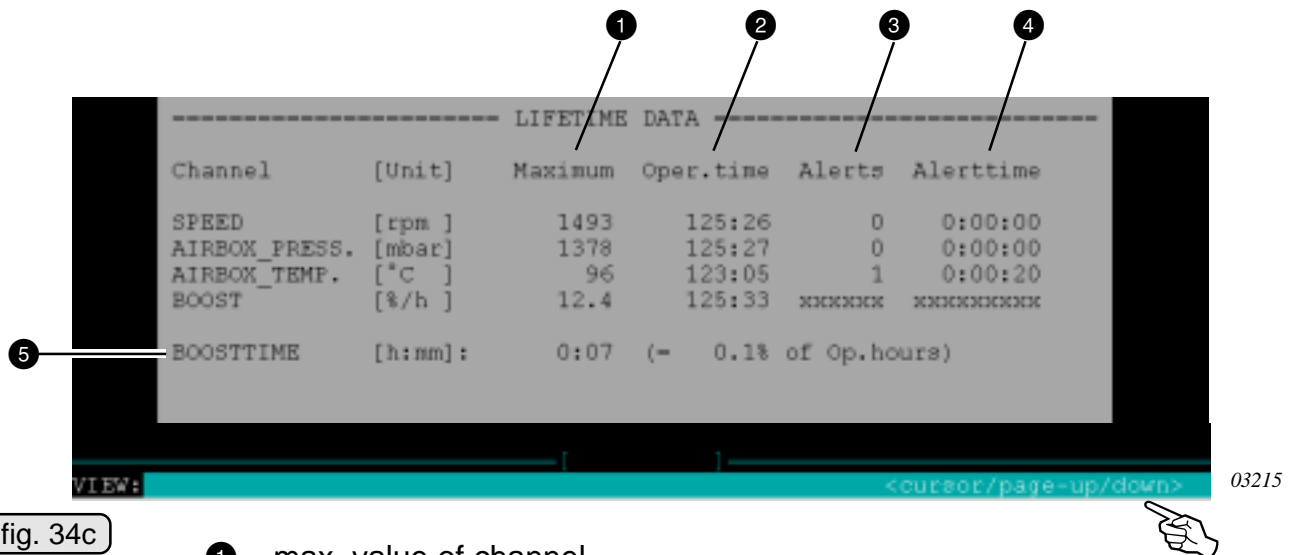 1 2 3 4
---------------------- LIFETIME DATA --------------------------
Channel [Unit] Maximum Oper.time Alerts Alerttime
SPEED [rpm ] 1493 125:26 0 0:00:00
AIRBOX_PRESS. [mbar] 1378 125:27 0 0:00:00
AIRBOX_TEMP. [°C ] 96 123:05 1 0:00:20
BOOST [%/h ] 12.4 125:33 xxxxxx xxxxxxxxx
5 BOOSTTIME [h:mm]: 0:07 (= 0.1% of Op.hours)
[ ]
VIEW: <cursor/page-up/down> 03215
fig. 34c
1 max. value of channel